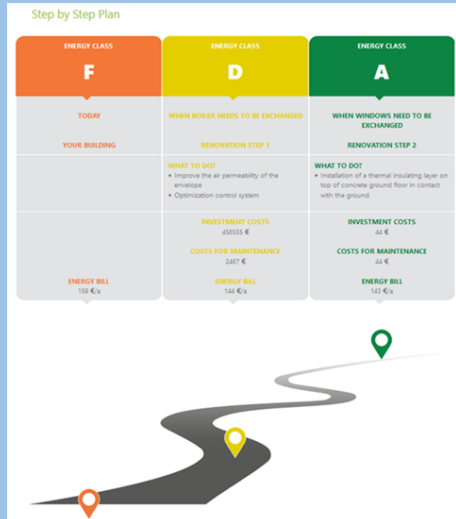 Step by Step Plan
ENERGY CLASS
F
TODAY
YOUR BUILDING
ENERGY BILL
158 €/a
ENERGY CLASS
D
WHEN BOILER NEEDS TO BE EXCHANGED
RENOVATION STEP 1
WHAT TO DO?
• Improve the air permeability of the
envelope
• Optimization control system
INVESTMENT COSTS
456555 €
COSTS FOR MAINTENANCE
2467 €
ENERGY BILL
144 €/a
ENERGY CLASS
A
WHEN WINDOWS NEED TO BE
EXCHANGED
RENOVATION STEP 2
WHAT TO DO?
• Installation of a thermal insulating layer on
top of concrete ground floor in contact
with the ground
INVESTMENT COSTS
44 €
COSTS FOR MAINTENANCE
44 €
ENERGY BILL
143 €/a